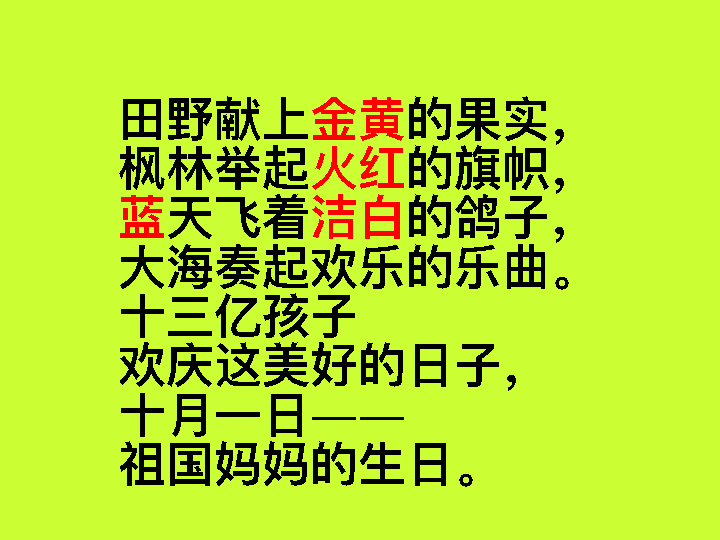 田野献上金黄的果实，
枫林举起火红的旗帜，
蓝天飞着洁白的鸽子，
大海奏起欢乐的乐曲。
十三亿孩子
欢庆这美好的日子，
十月一日——
祖国妈妈的生日。